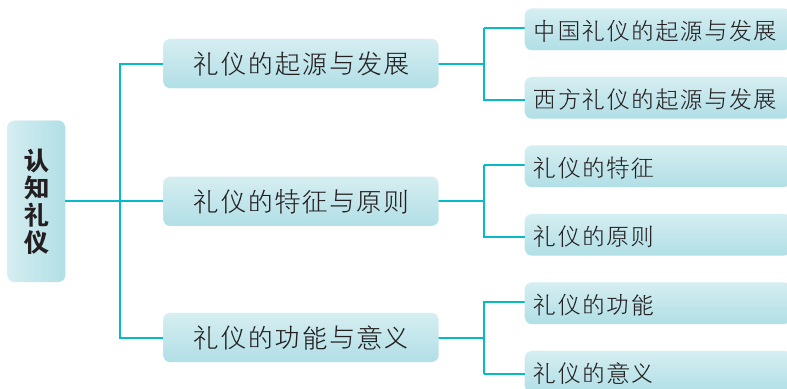 认知礼仪
礼仪的起源与发展
中国礼仪的起源与发展
西方礼仪的起源与发展
礼仪的特征与原则
礼仪的特征
礼仪的原则
礼仪的功能与意义
礼仪的功能
礼仪的意义